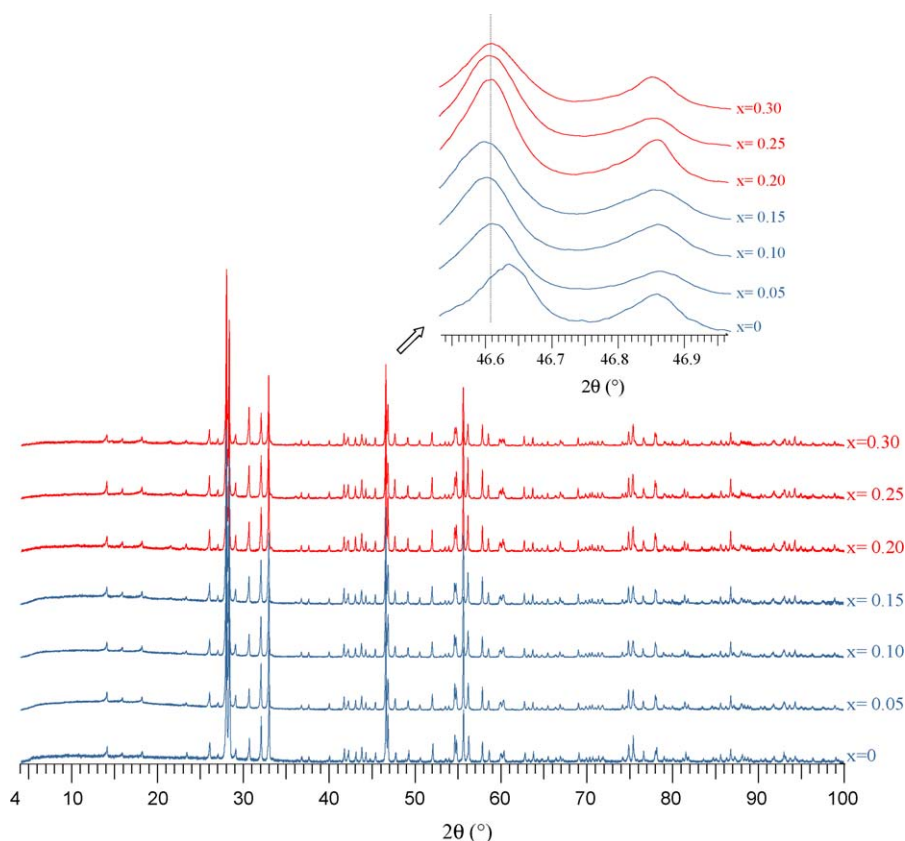 x=0.30
x= 0.25
x= 0.20
x= 0.15
x= 0.10
x= 0.05
x=0
46.6 46.7 46.8 46.9
2θ (°)
x=0.30
x=0.25
x=0.20
x= 0.15
x= 0.10
x=0.05
x=0
4 10 20 30 40 50 60 70 80 90 100
2θ (°)